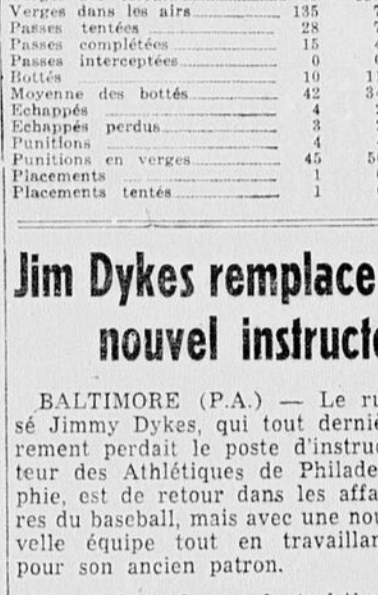 Verges dans les airs 135
Passes tentées 28
Passes complétées 15
Passes interceptées 0
Bottés 10
Moyenne des bottés 42
Echappés 4
Echappés perdus 3
Punitions 4
Punitions en verges 45
Placements 1
Placements tentés 1
Jim Dykes remplace
nouvel instructe
BALTIMORE (P.A.) — Le ru
sé Jimmy Dykes, qui tout derniè
rement perdait le poste d'instruc
teur des Athlétiques de Philadel
phie, est de retour dans les affai
res du baseball, mais avec une nou
velle équipe tout en travaillan
pour son ancien patron.